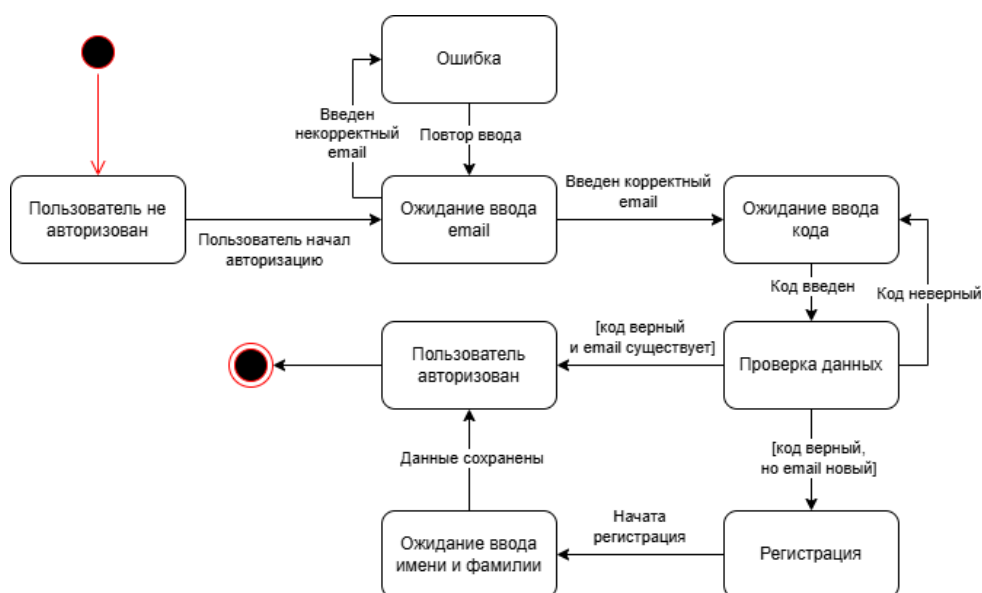 Ошибка
Введен
некорректный
email
Повтор ввода
Пользователь не
авторизован
Пользователь начал
авторизацию
Ожидание ввода
email
Введен корректный
email
Ожидание ввода
кода
Код введен
Код неверный
Пользователь
авторизован
[код верный
и email существует]
Проверка данных
Данные сохранены
[код верный,
но email новый]
Ожидание ввода
имени и фамилии
Начата
регистрация
Регистрация